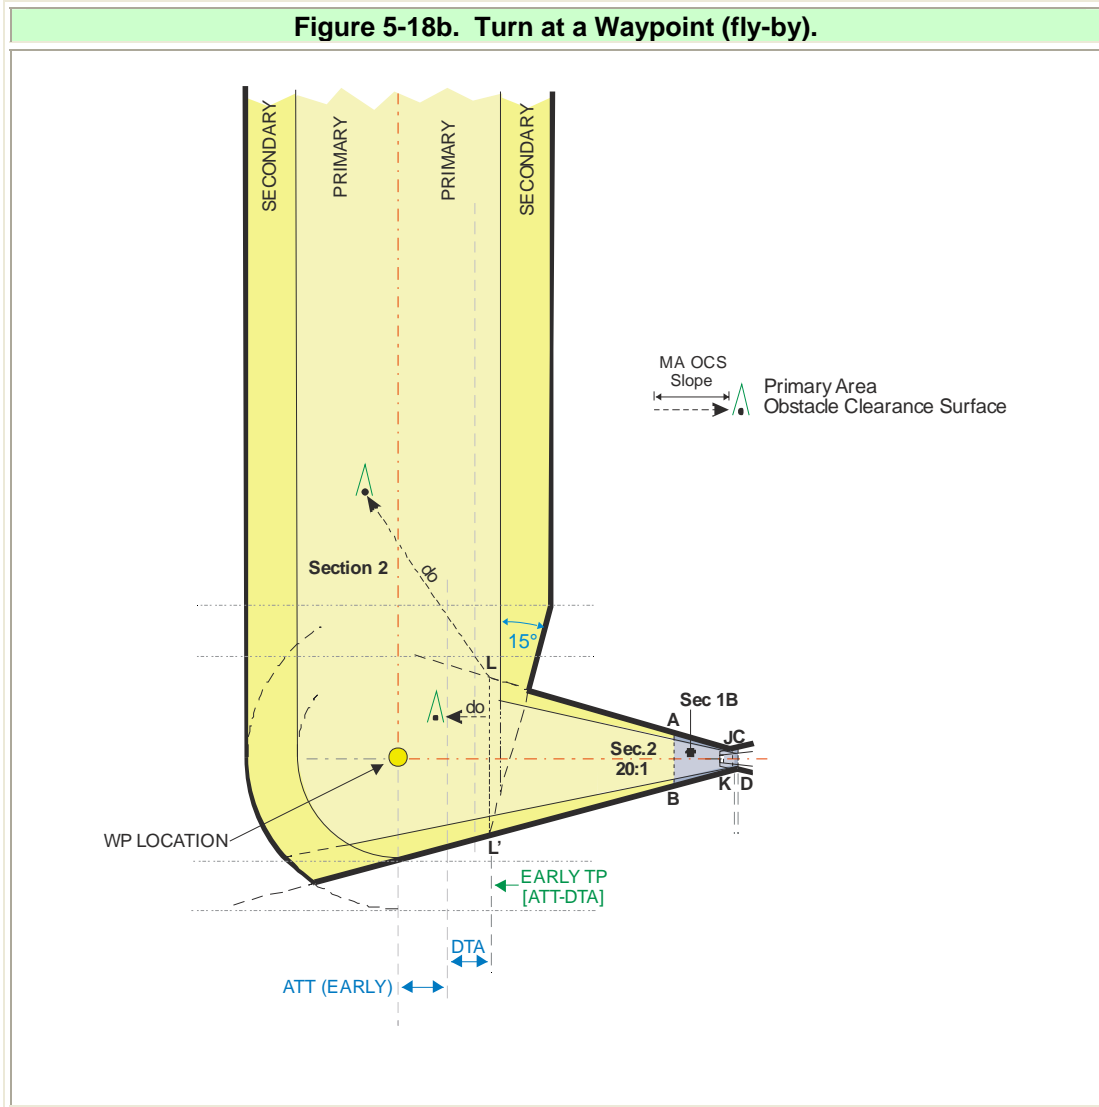 Figure 5-18b. Turn at a Waypoint (fly-by).
SECONDARY
PRIMARY
PRIMARY
SECONDARY
MA OCS
Slope
Primary Area
Obstacle Clearance Surface
Section 2
do
15°
L
do
Sec 1B
A
JC
Sec.2
20:1
B
K D
WP LOCATION
L’
EARLY TP
[ATT-DTA]
DTA
ATT (EARLY)